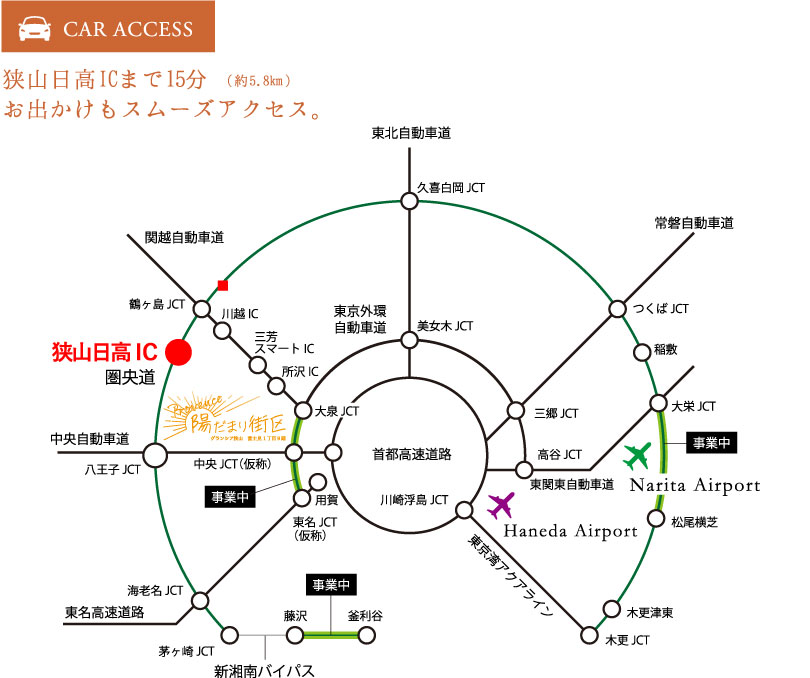 CAR ACCESS
狭山日高ICまで15分 （約5.8km）
お出かけもスムーズアクセス。
東北自動車道
久喜白岡 JCT
関越自動車道
常磐自動車道
鶴ヶ島 JCT
川越 IC
東京外環
自動車道
美女木 JCT
つくば JCT
三芳
スマート IC
稲敷
狭山日高 IC
圏央道
所沢 IC
Provence
陽だまり街区
大泉 JCT
三郷 JCT
大栄 JCT
中央自動車道
八王子 JCT
中央 JCT（仮称）
首都高速道路
高谷 JCT
東関東自動車道
事業中
Narita Airport
事業中
用賀
川崎浮島 JCT
東名 JCT
（仮称）
Haneda Airport
松尾横芝
東京湾アクアライン
海老名 JCT
東名高速道路
事業中
藤沢
釜利谷
木更津東
木更 JCT
茅ヶ崎 JCT
新湘南バイパス